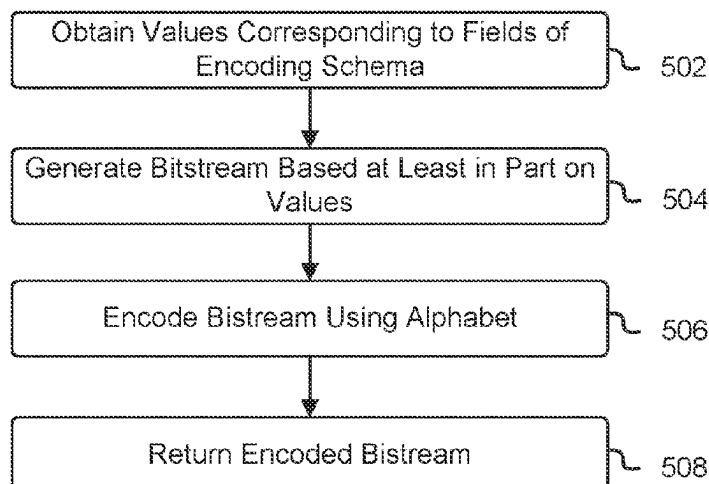 Obtain Values Corresponding to Fields of
Encoding Schema
502
Generate Bitstream Based at Least in Part on
Values
504
Encode Bistream Using Alphabet
506
Return Encoded Bistream
508